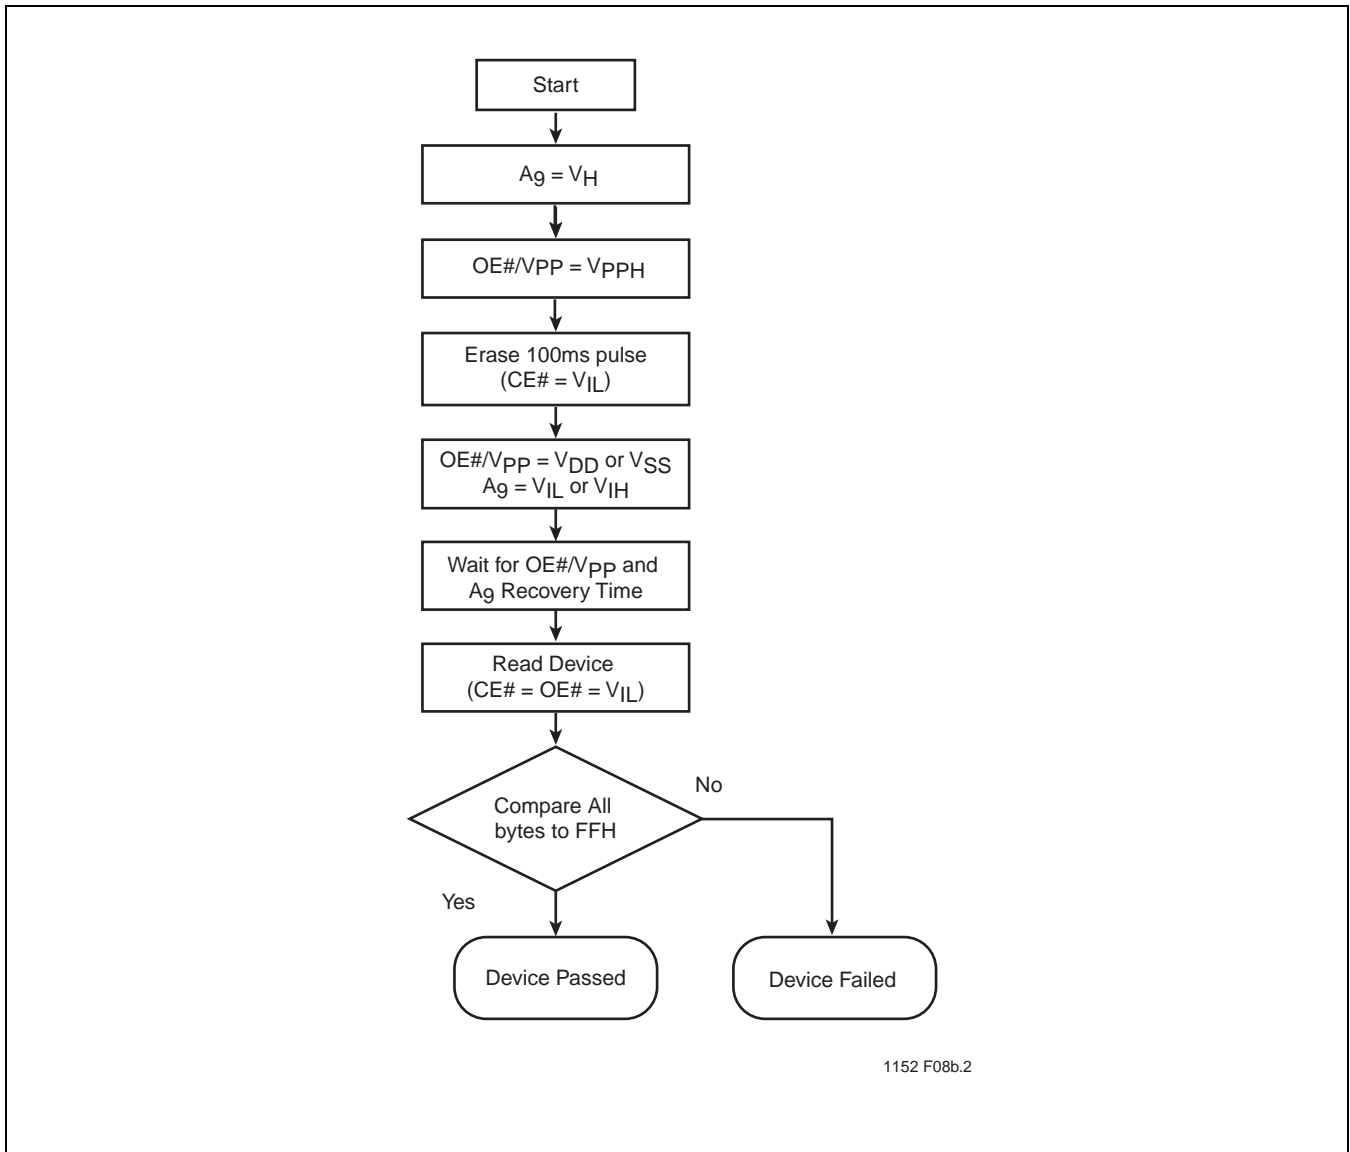 Start
A9 = VH
OE#/VPP = VPPH
Erase 100ms pulse
(CE# = VIL)
OE#/VPP = VDD or VSS
A9 = VIL or VIH
Wait for OE#/VPP and
A9 Recovery Time
Read Device
(CE# = OE# = VIL)
Compare All
bytes to FFH
No
Yes
Device Passed
Device Failed
1152 F08b.2